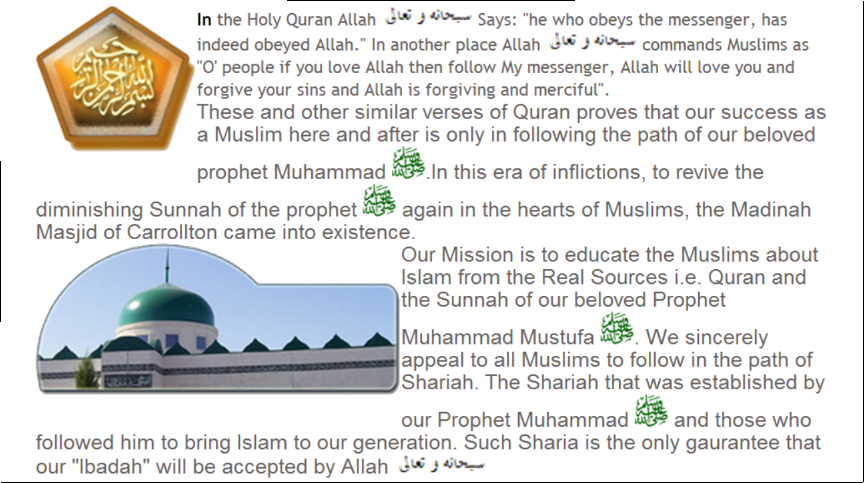 بسم الله الرحمن الرحيم
In the Holy Quran Allah سبحانه و تعالى Says: "he who obeys the messenger, has
indeed obeyed Allah." In another place Allah سبحانه و تعالى commands Muslims as
"O' people if you love Allah then follow My messenger, Allah will love you and
forgive your sins and Allah is forgiving and merciful".
These and other similar verses of Quran proves that our success as
a Muslim here and after is only in following the path of our beloved
prophet Muhammad ﷺ.In this era of inflictions, to revive the
diminishing Sunnah of the prophet ﷺ again in the hearts of Muslims, the Madinah
Masjid of Carrollton came into existence.
Our Mission is to educate the Muslims about
Islam from the Real Sources i.e. Quran and
the Sunnah of our beloved Prophet
Muhammad Mustufa ﷺ. We sincerely
appeal to all Muslims to follow in the path of
Shariah. The Shariah that was established by
our Prophet Muhammad ﷺ and those who
followed him to bring Islam to our generation. Such Sharia is the only gaurantee that
our "Ibadah" will be accepted by Allah سبحانه و تعالى